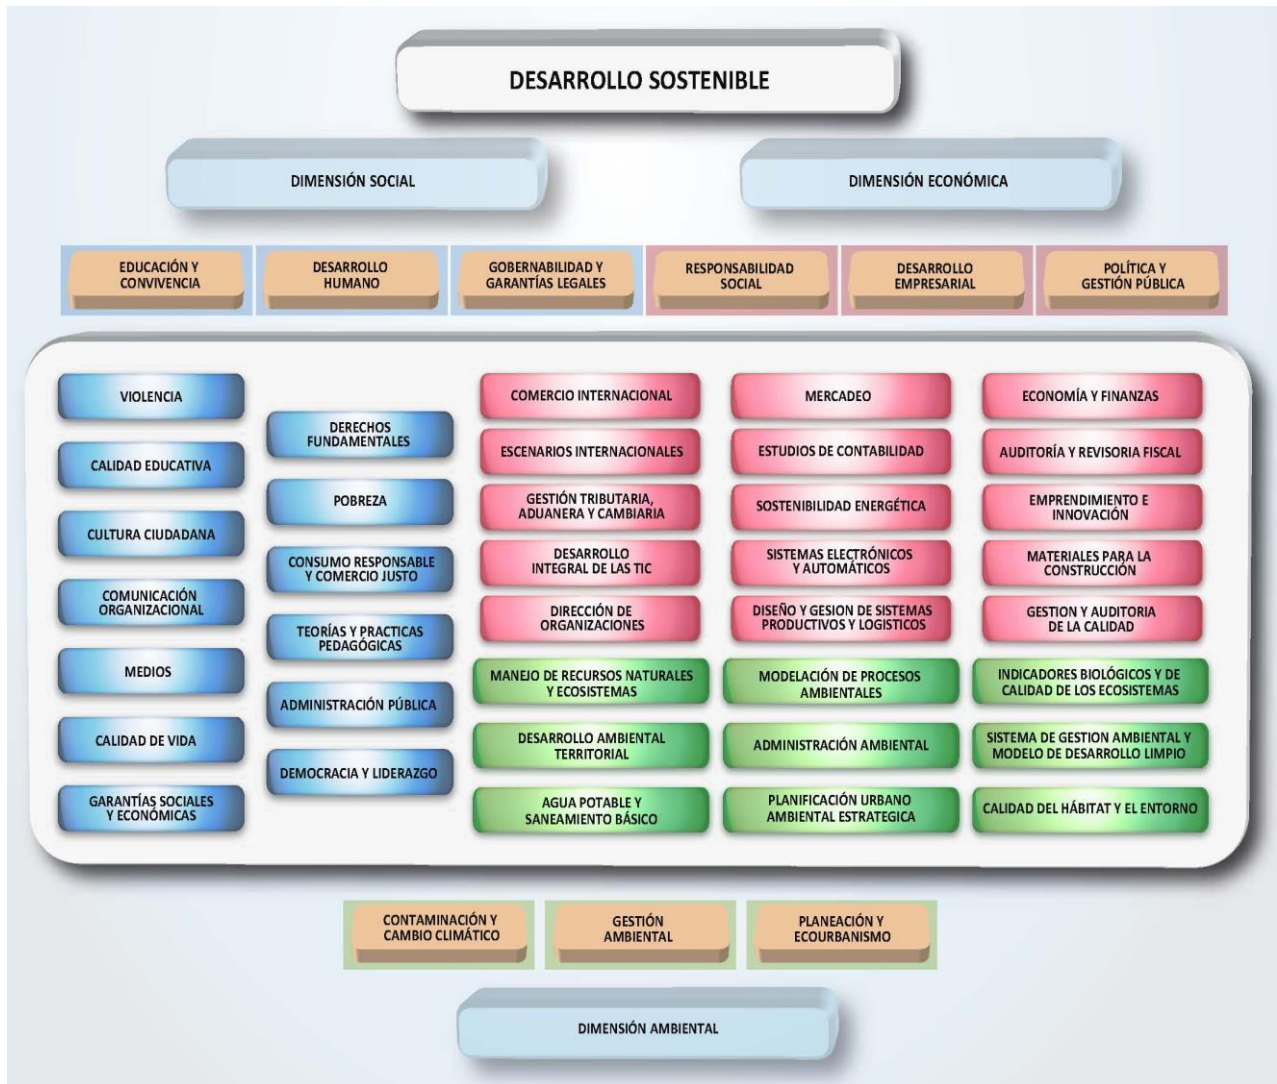 DESARROLLO SOSTENIBLE
DIMENSIÓN SOCIAL
DIMENSIÓN ECONÓMICA
EDUCACIÓN Y
CONVIVENCIA
DESARROLLO
HUMANO
GOBERNABILIDAD Y
GARANTÍAS LEGALES
RESPONSABILIDAD
SOCIAL
DESARROLLO
EMPRESARIAL
POLÍTICA Y
GESTIÓN PÚBLICA
VIOLENCIA
CALIDAD EDUCATIVA
CULTURA CIUDADANA
COMUNICACIÓN
ORGANIZACIONAL
MEDIOS
CALIDAD DE VIDA
GARANTÍAS SOCIALES
Y ECONÓMICAS
DERECHOS
FUNDAMENTALES
POBREZA
CONSUMO RESPONSABLE
Y COMERCIO JUSTO
TEORÍAS Y PRACTICAS
PEDAGÓGICAS
ADMINISTRACIÓN PÚBLICA
DEMOCRACIA Y LIDERAZGO
COMERCIO INTERNACIONAL
MERCADEO
ECONOMÍA Y FINANZAS
ESCENARIOS INTERNACIONALES
ESTUDIOS DE CONTABILIDAD
AUDITORÍA Y REVISORIA FISCAL
GESTIÓN TRIBUTARIA,
ADUANERA Y CAMBIARIA
SOSTENIBILIDAD ENERGÉTICA
EMPRENDIMIENTO E
INNOVACIÓN
DESARROLLO
INTEGRAL DE LAS TIC
SISTEMAS ELECTRÓNICOS
Y AUTOMÁTICOS
MATERIALES PARA LA
CONSTRUCCIÓN
DIRECCIÓN DE
ORGANIZACIONES
DISEÑO Y GESION DE SISTEMAS
PRODUCTIVOS Y LOGISTICOS
GESTION Y AUDITORIA
DE LA CALIDAD
MANEJO DE RECURSOS NATURALES
Y ECOSISTEMAS
MODELACIÓN DE PROCESOS
AMBIENTALES
INDICADORES BIOLÓGICOS Y DE
CALIDAD DE LOS ECOSISTEMAS
DESARROLLO AMBIENTAL
TERRITORIAL
ADMINISTRACIÓN AMBIENTAL
SISTEMA DE GESTION AMBIENTAL Y
MODELO DE DESARROLLO LIMPIO
AGUA POTABLE Y
SANEAMIENTO BÁSICO
PLANIFICACIÓN URBANO
AMBIENTAL ESTRATEGICA
CALIDAD DEL HÁBITAT Y EL ENTORNO
CONTAMINACIÓN Y
CAMBIO CLIMÁTICO
GESTIÓN
AMBIENTAL
PLANEACIÓN Y
ECOURBANISMO
DIMENSIÓN AMBIENTAL